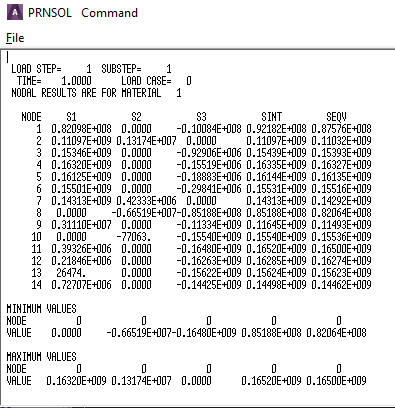 PRNSOL Command
File
LOAD STEP= 1 SUBSTEP= 1
TIME= 1.0000 LOAD CASE= 0
NODAL RESULTS ARE FOR MATERIAL 1
NODE S1 S2 S3 SINT SEQV
1 0.82098E+008 0.0000 -0.10084E+008 0.92182E+008 0.87576E+008
2 0.11097E+009 0.13174E+007 0.0000 0.11097E+009 0.11032E+009
3 0.15346E+009 0.0000 -0.92906E+006 0.15439E+009 0.15393E+009
4 0.16320E+009 0.0000 -0.15519E+006 0.16335E+009 0.16327E+009
5 0.16125E+009 0.0000 -0.18883E+006 0.16144E+009 0.16135E+009
6 0.15501E+009 0.0000 -0.29841E+006 0.15531E+009 0.15516E+009
7 0.14313E+009 0.42333E+006 0.0000 0.14313E+009 0.14292E+009
8 0.0000 -0.66519E+007-0.85188E+008 0.85188E+008 0.82064E+008
9 0.31110E+007 0.0000 -0.11334E+009 0.11645E+009 0.11493E+009
10 0.0000 -77063. -0.15540E+009 0.15540E+009 0.15536E+009
11 0.39326E+006 0.0000 -0.16480E+009 0.16520E+009 0.16500E+009
12 0.21846E+006 0.0000 -0.16263E+009 0.16285E+009 0.16274E+009
13 26474. 0.0000 -0.15622E+009 0.15624E+009 0.15623E+009
14 0.72707E+006 0.0000 -0.14425E+009 0.14498E+009 0.14462E+009
MINIMUM VALUES
NODE 0 0 0 0 0
VALUE 0.0000 -0.66519E+007-0.16480E+009 0.85188E+008 0.82064E+008
MAXIMUM VALUES
NODE 0 0 0 0 0
VALUE 0.16320E+009 0.13174E+007 0.0000 0.16520E+009 0.16500E+009